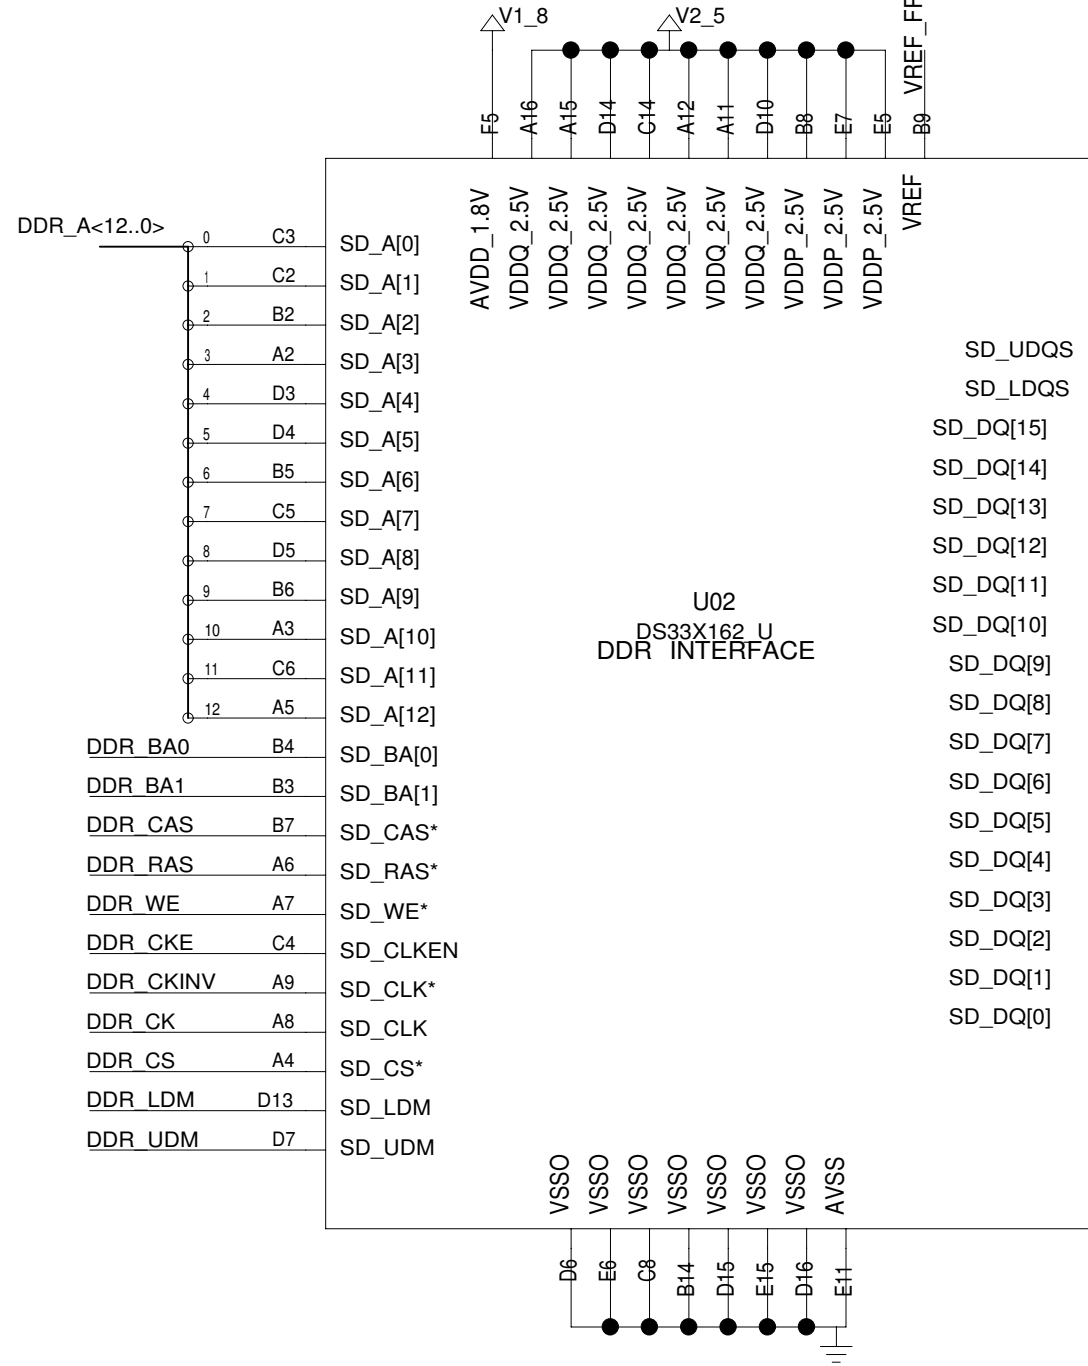 V1_8
V2_5
F5
A16
A15
D14
C14
A12
A11
D10
B8
E7
E5
B9
AVDD_1.8V
VDDQ_2.5V
VDDQ_2.5V
VDDQ_2.5V
VDDQ_2.5V
VDDQ_2.5V
VDDQ_2.5V
VDDQ_2.5V
VDDP_2.5V
VDDP_2.5V
VDDP_2.5V
VREF
DDR_A<12..0>
0 C3 SD_A[0]
1 C2 SD_A[1]
2 B2 SD_A[2]
3 A2 SD_A[3]
4 D3 SD_A[4]
5 D4 SD_A[5]
6 B5 SD_A[6]
7 C5 SD_A[7]
8 D5 SD_A[8]
9 B6 SD_A[9]
10 A3 SD_A[10]
11 C6 SD_A[11]
12 A5 SD_A[12]
DDR_BA0 B4 SD_BA[0]
DDR_BA1 B3 SD_BA[1]
DDR_CAS B7 SD_CAS*
DDR_RAS A6 SD_RAS*
DDR_WE A7 SD_WE*
DDR_CKE C4 SD_CLKEN
DDR_CKINV A9 SD_CLK*
DDR_CK A8 SD_CLK
DDR_CS A4 SD_CS*
DDR_LDM D13 SD_LDM
DDR_UDM D7 SD_UDM
U02
DS33X162_U
DDR INTERFACE
SD_UDQS
SD_LDQS
SD_DQ[15]
SD_DQ[14]
SD_DQ[13]
SD_DQ[12]
SD_DQ[11]
SD_DQ[10]
SD_DQ[9]
SD_DQ[8]
SD_DQ[7]
SD_DQ[6]
SD_DQ[5]
SD_DQ[4]
SD_DQ[3]
SD_DQ[2]
SD_DQ[1]
SD_DQ[0]
VSSO
VSSO
VSSO
VSSO
VSSO
VSSO
VSSO
AVSS
D6
E6
C8
B14
D15
E15
D16
E11